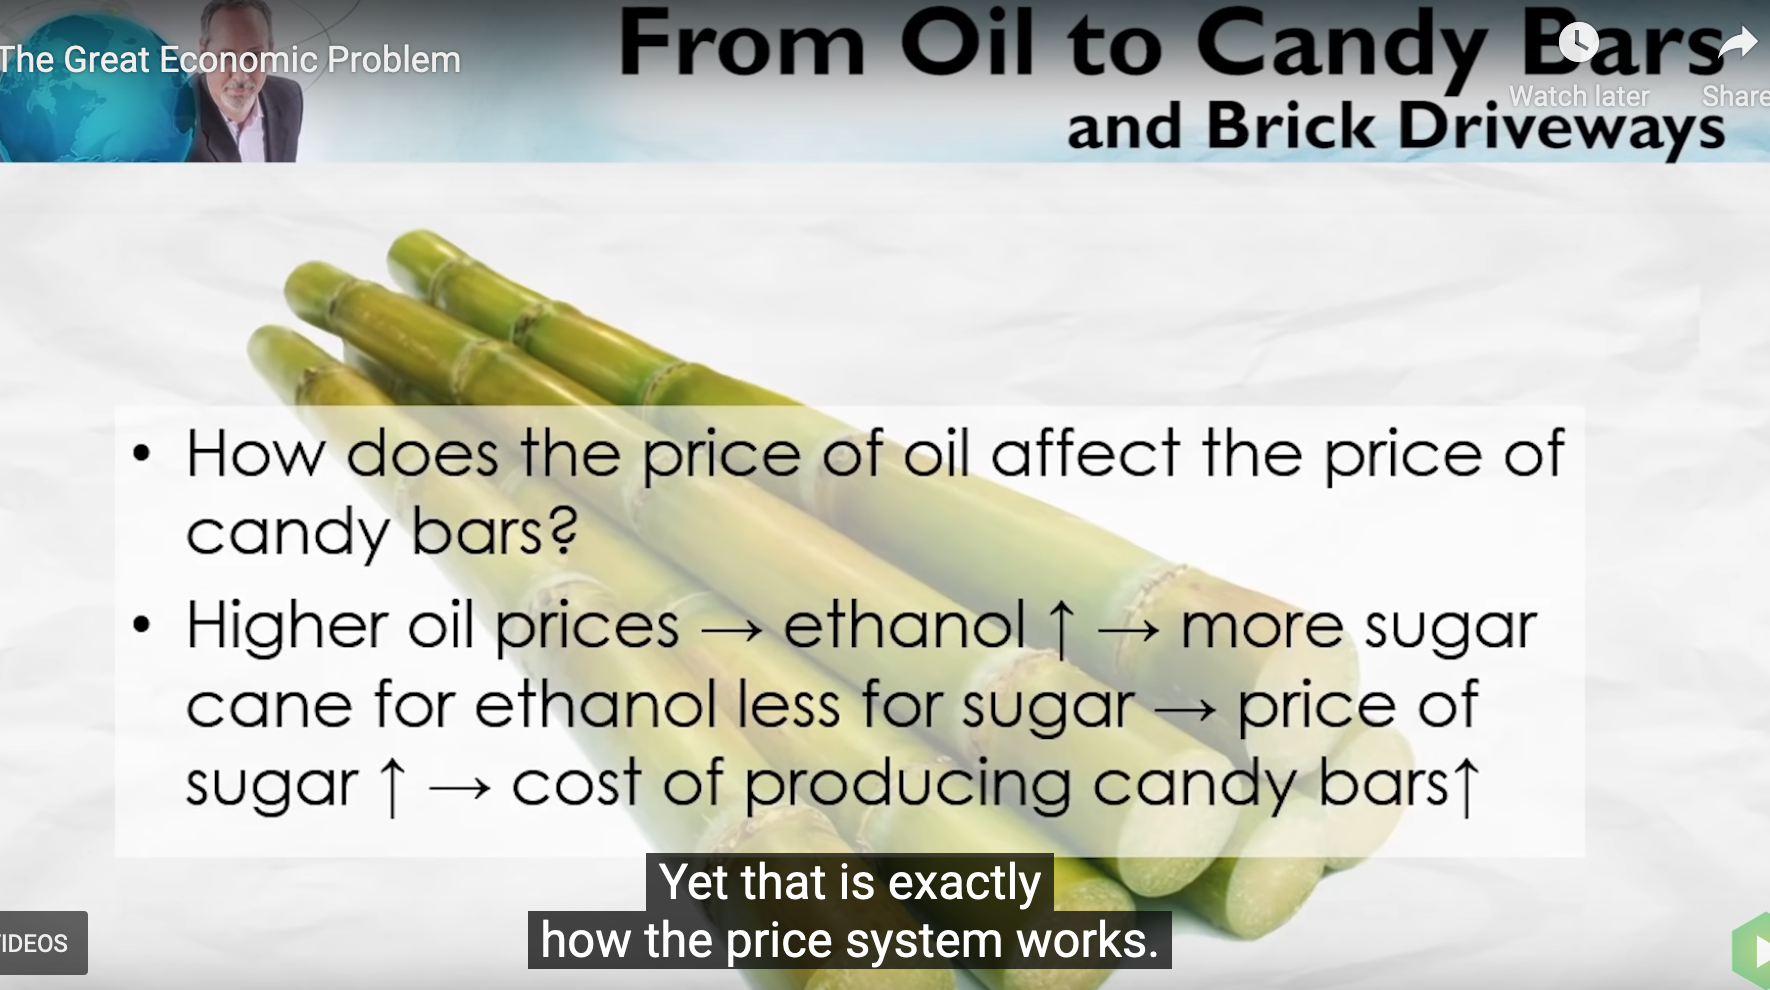 The Great Economic Problem
From Oil to Candy Bars
Watch later
Share
and Brick Driveways
• How does the price of oil affect the price of
candy bars?
• Higher oil prices → ethanol ↑ → more sugar
cane for ethanol less for sugar → price of
sugar ↑ → cost of producing candy bars↑
Yet that is exactly
how the price system works.
IDEOS